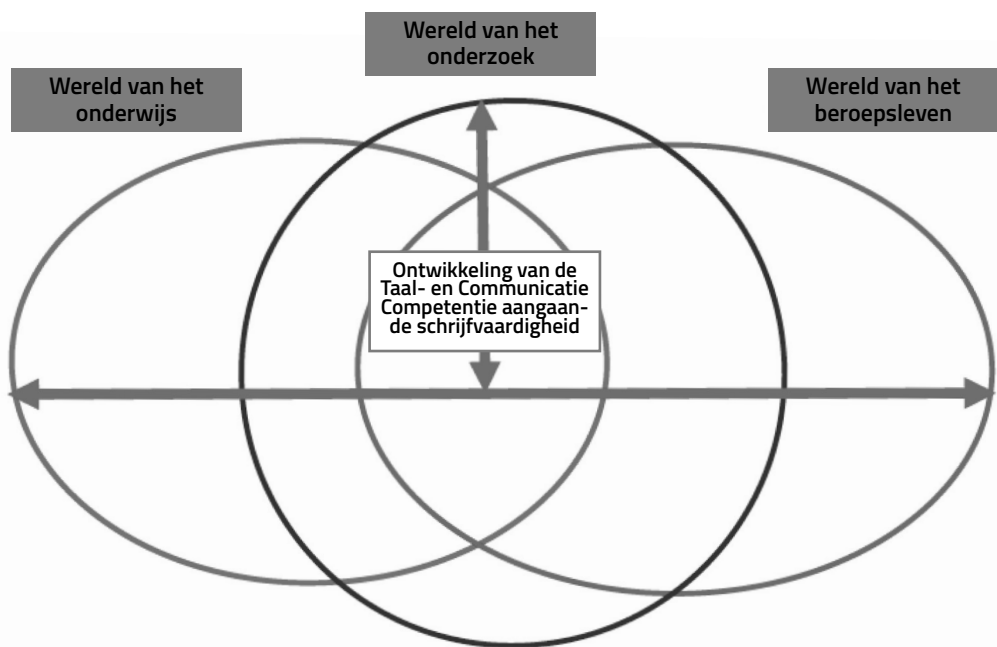 Wereld van het
onderzoek
Wereld van het
onderwijs
Wereld van het
beroepsleven
Ontwikkeling van de
Taal- en Communicatie
Competentie aangaan-
de schrijfvaardigheid